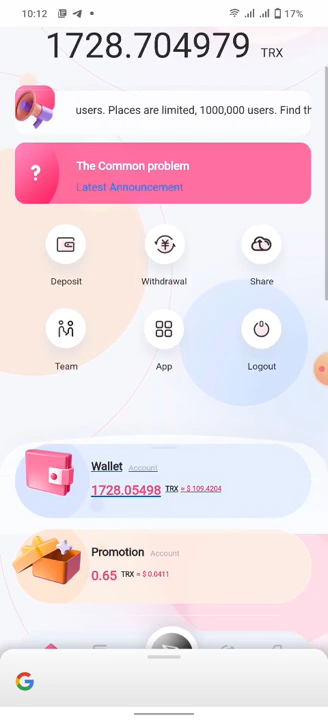 10:12
17%
1728.704979 TRX
users. Places are limited, 1000,000 users. Find th
?
The Common problem
Latest Announcement
Deposit
Withdrawal
Share
Team
App
Logout
Wallet Account
1728.05498 TRX ≈ $ 109.4204
Promotion Account
0.65 TRX ≈ $ 0.0411
G